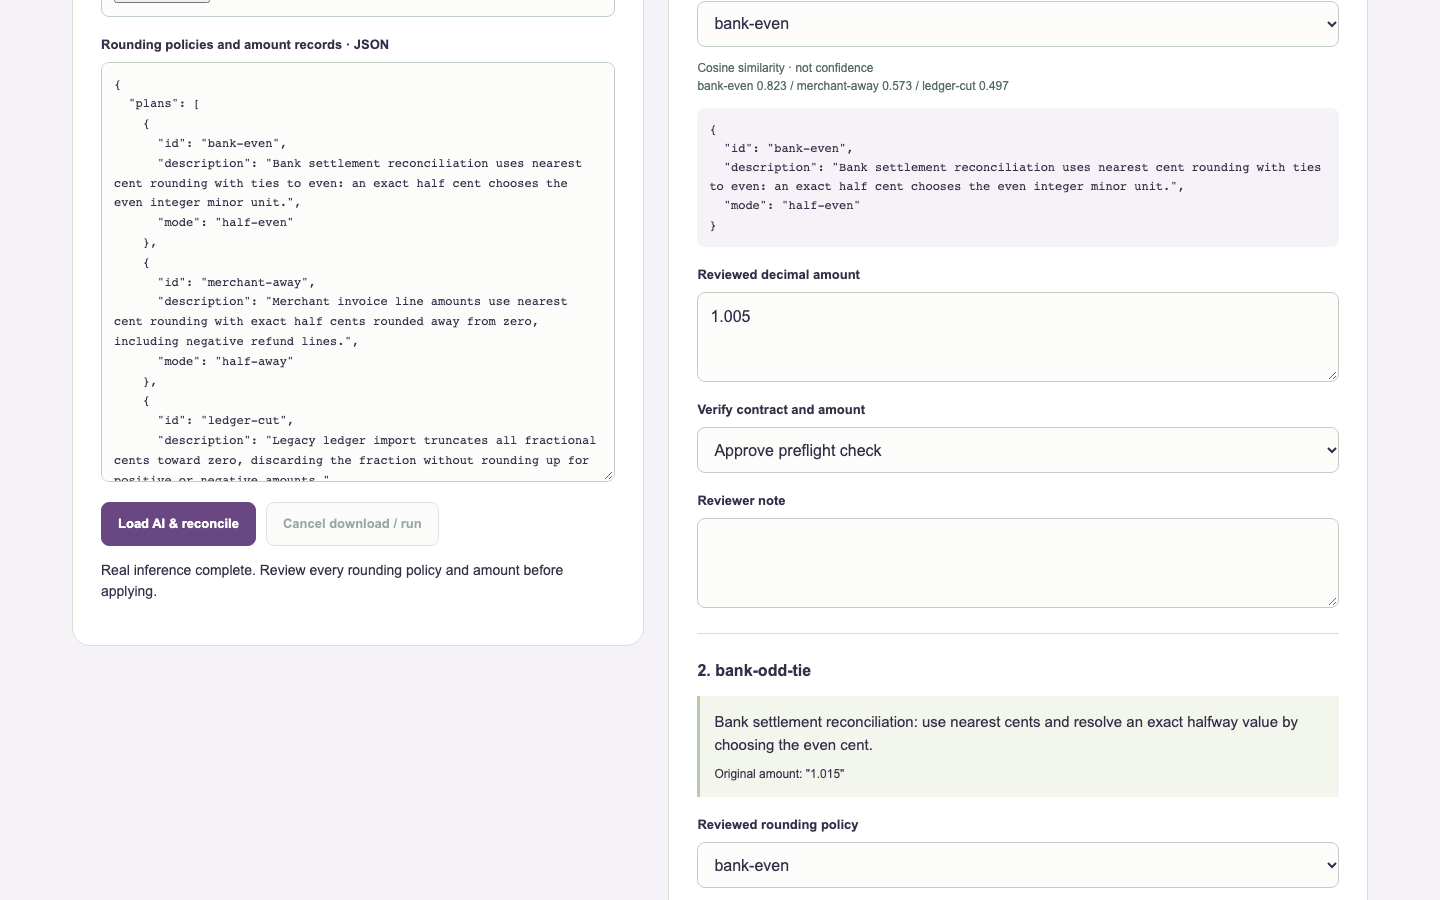 Rounding policies and amount records · JSON
{
  "plans": [
    {
      "id": "bank-even",
      "description": "Bank settlement reconciliation uses nearest
cent rounding with ties to even: an exact half cent chooses the
even integer minor unit.",
      "mode": "half-even"
    },
    {
      "id": "merchant-away",
      "description": "Merchant invoice line amounts use nearest
cent rounding with exact half cents rounded away from zero,
including negative refund lines.",
      "mode": "half-away"
    },
    {
      "id": "ledger-cut",
      "description": "Legacy ledger import truncates all fractional
cents toward zero, discarding the fraction without rounding up for
positive or negative amounts."
Load AI & reconcile
Cancel download / run
Real inference complete. Review every rounding policy and amount before
applying.
bank-even
Cosine similarity · not confidence
bank-even 0.823 / merchant-away 0.573 / ledger-cut 0.497
{
  "id": "bank-even",
  "description": "Bank settlement reconciliation uses nearest cent rounding with ties
to even: an exact half cent chooses the even integer minor unit.",
  "mode": "half-even"
}
Reviewed decimal amount
1.005
Verify contract and amount
Approve preflight check
Reviewer note
2. bank-odd-tie
Bank settlement reconciliation: use nearest cents and resolve an exact halfway value by
choosing the even cent.
Original amount: "1.015"
Reviewed rounding policy
bank-even